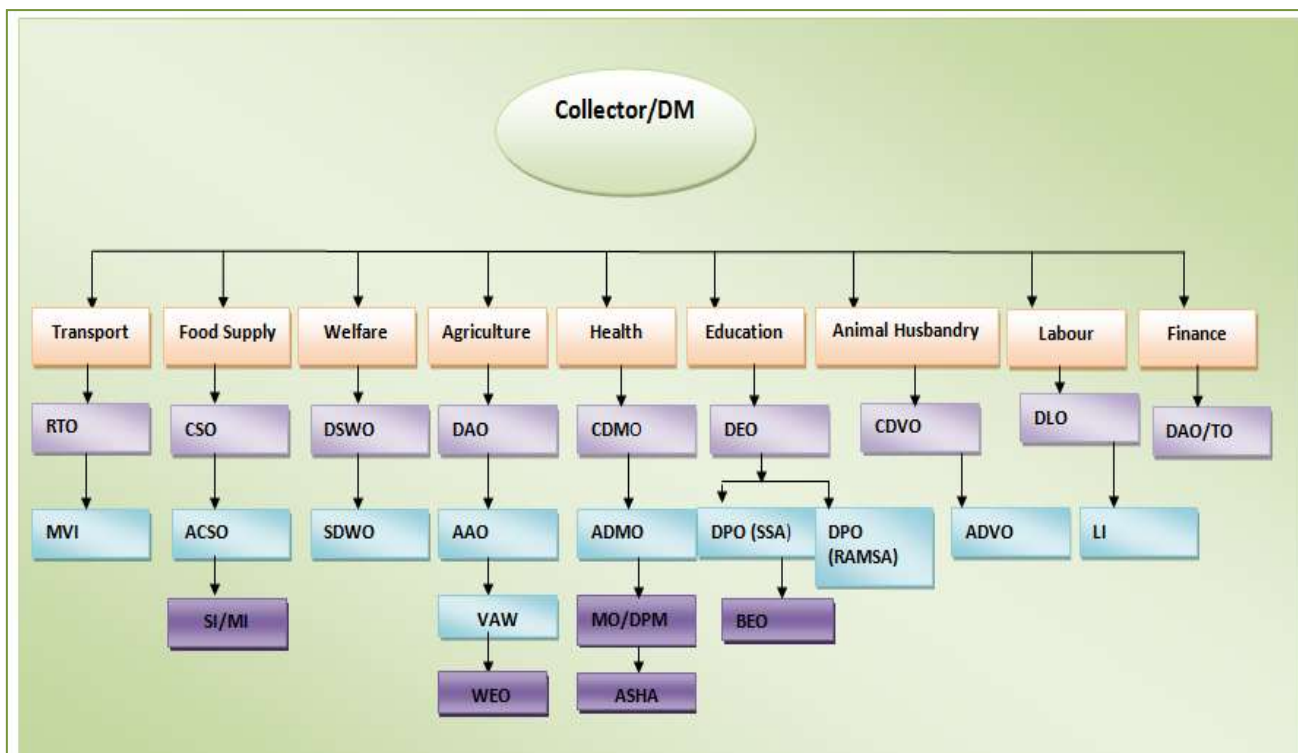 Collector/DM
Transport
Food Supply
Welfare
Agriculture
Health
Education
Animal Husbandry
Labour
Finance
RTO
CSO
DSWO
DAO
CDMO
DEO
CDVO
DLO
DAO/TO
MVI
ACSO
SDWO
AAO
ADMO
DPO (SSA)
DPO
(RAMSA)
ADVO
LI
SI/MI
VAW
MO/DPM
BEO
WEO
ASHA